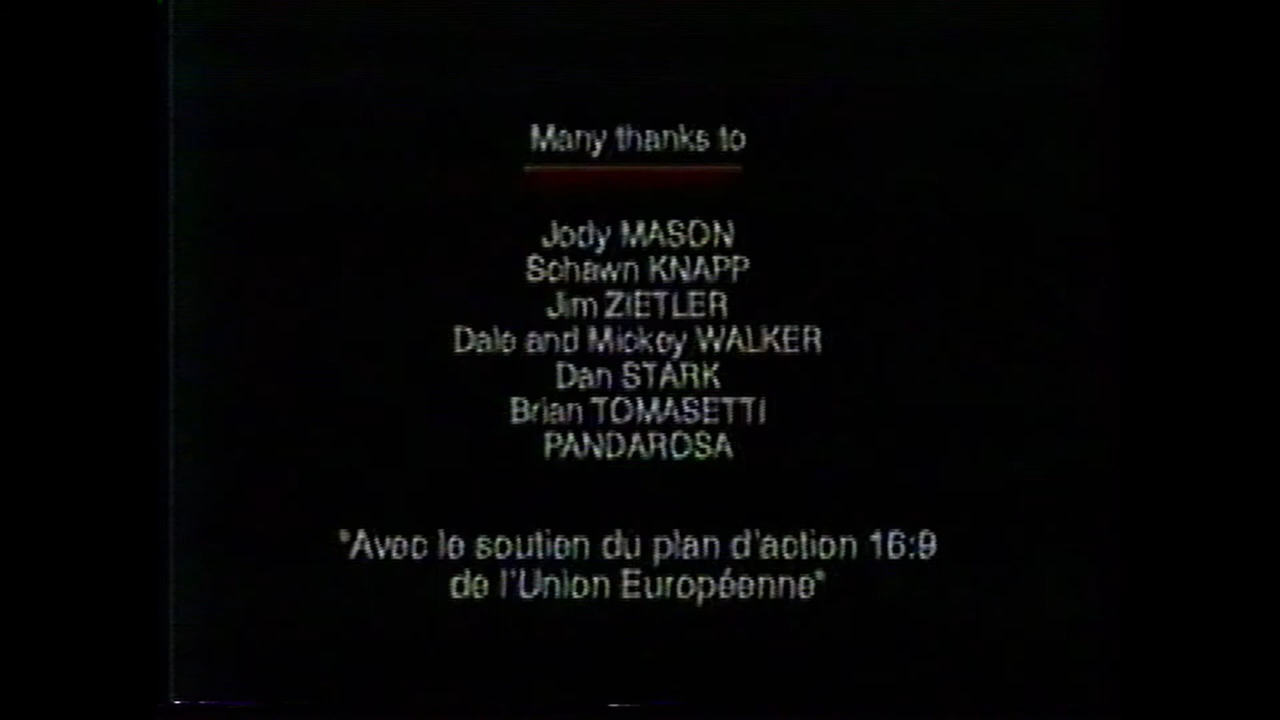 Many thanks to
Jody MASON
Schawn KNAPP
Jim ZIETLER
Dale and Mickey WALKER
Dan STARK
Brian TOMASETTI
PANDAROSA
"Avec le soutien du plan d'action 16:9
de l'Union Européenne"